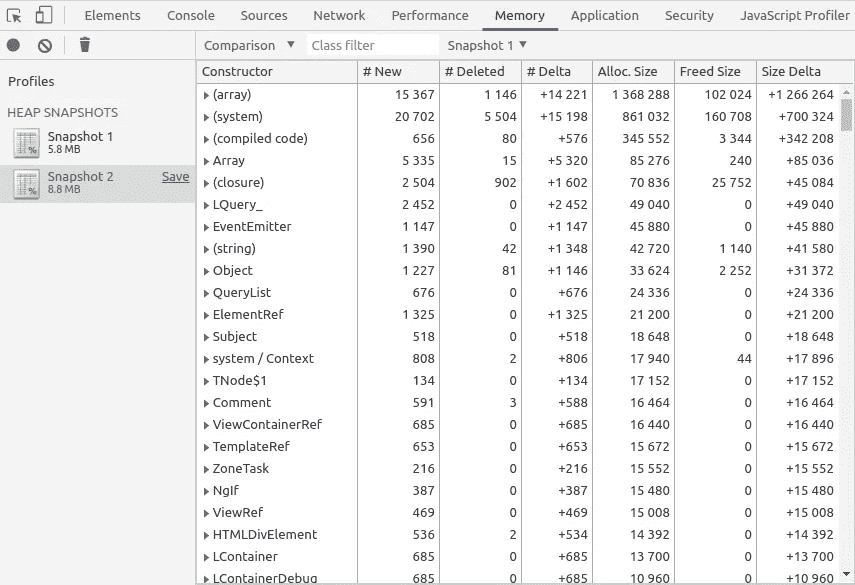 Elements Console Sources Network Performance Memory Application Security JavaScript Profiler
Comparison ▼ Class filter Snapshot 1 ▼
Profiles
HEAP SNAPSHOTS
Snapshot 1
5.8 MB
Snapshot 2 Save
8.8 MB
Constructor # New # Deleted # Delta Alloc. Size Freed Size Size Delta
(array) 15 367 1 146 +14 221 1 368 288 102 024 +1 266 264
(system) 20 702 5 504 +15 198 861 032 160 708 +700 324
(compiled code) 656 80 +576 345 552 3 344 +342 208
Array 5 335 15 +5 320 85 276 240 +85 036
(closure) 2 504 902 +1 602 70 836 25 752 +45 084
LQuery_ 2 452 0 +2 452 49 040 0 +49 040
EventEmitter 1 147 0 +1 147 45 880 0 +45 880
(string) 1 390 42 +1 348 42 720 1 140 +41 580
Object 1 227 81 +1 146 33 624 2 252 +31 372
QueryList 676 0 +676 24 336 0 +24 336
ElementRef 1 325 0 +1 325 21 200 0 +21 200
Subject 518 0 +518 18 648 0 +18 648
system / Context 808 2 +806 17 940 44 +17 896
TNode$1 134 0 +134 17 152 0 +17 152
Comment 591 3 +588 16 464 0 +16 464
ViewContainerRef 685 0 +685 16 440 0 +16 440
TemplateRef 653 0 +653 15 672 0 +15 672
ZoneTask 216 0 +216 15 552 0 +15 552
NgIf 387 0 +387 15 480 0 +15 480
ViewRef 469 0 +469 15 008 0 +15 008
HTMLDivElement 536 2 +534 14 392 0 +14 392
LContainer 685 0 +685 13 700 0 +13 700
LContainerDebug 685 0 +685 10 960 0 +10 960